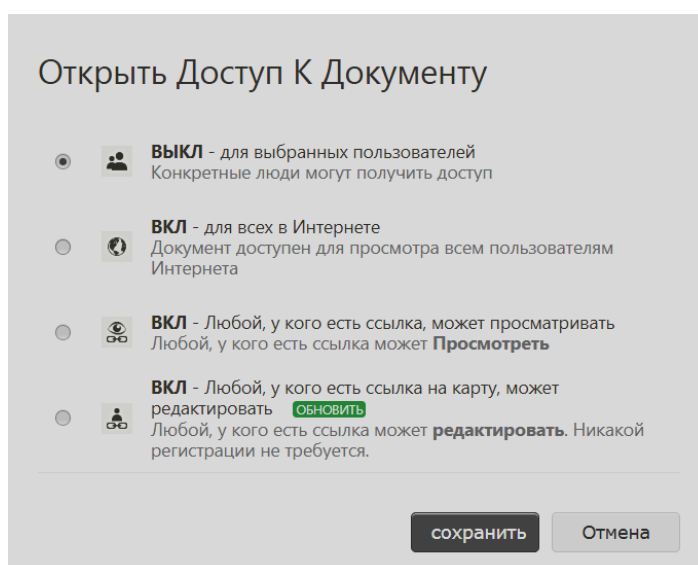 Открыть Доступ К Документу
ВЫКЛ - для выбранных пользователей
Конкретные люди могут получить доступ
ВКЛ - для всех в Интернете
Документ доступен для просмотра всем пользователям
Интернета
ВКЛ - Любой, у кого есть ссылка, может просматривать
Любой, у кого есть ссылка может Просмотреть
ВКЛ - Любой, у кого есть ссылка на карту, может
редактировать ОБНОВИТЬ
Любой, у кого есть ссылка может редактировать. Никакой
регистрации не требуется.
сохранить Отмена